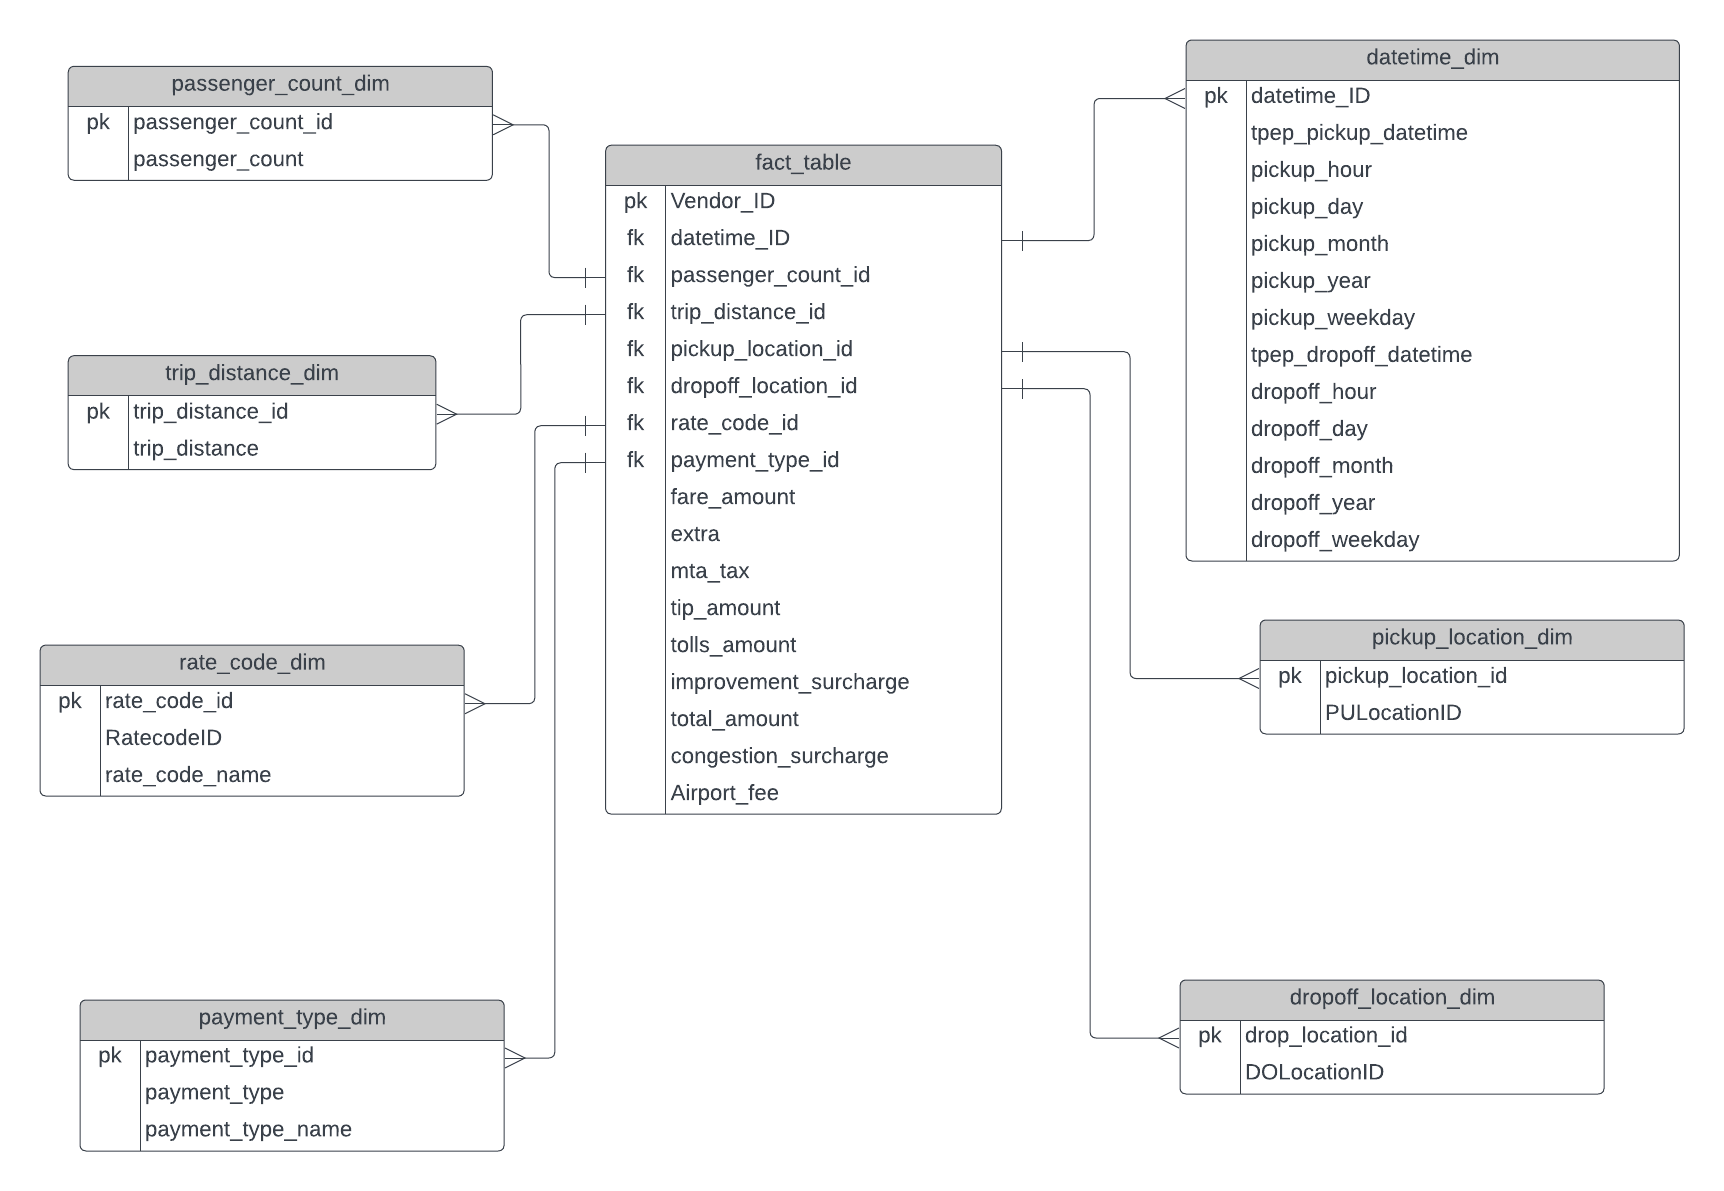 passenger_count_dim
pk passenger_count_id
passenger_count
trip_distance_dim
pk trip_distance_id
trip_distance
rate_code_dim
pk rate_code_id
RatecodeID
rate_code_name
payment_type_dim
pk payment_type_id
payment_type
payment_type_name
fact_table
pk Vendor_ID
fk datetime_ID
fk passenger_count_id
fk trip_distance_id
fk pickup_location_id
fk dropoff_location_id
fk rate_code_id
fk payment_type_id
fare_amount
extra
mta_tax
tip_amount
tolls_amount
improvement_surcharge
total_amount
congestion_surcharge
Airport_fee
datetime_dim
pk datetime_ID
tpep_pickup_datetime
pickup_hour
pickup_day
pickup_month
pickup_year
pickup_weekday
tpep_dropoff_datetime
dropoff_hour
dropoff_day
dropoff_month
dropoff_year
dropoff_weekday
pickup_location_dim
pk pickup_location_id
PULocationID
dropoff_location_dim
pk drop_location_id
DOLocationID